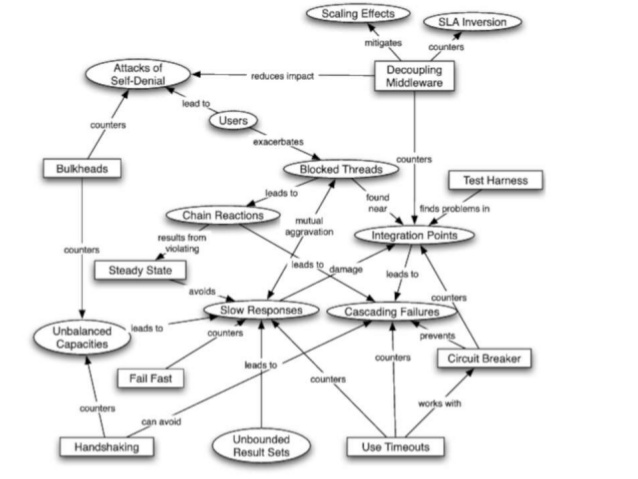 Scaling Effects
SLA Inversion
mitigates
counters
Attacks of
Self-Denial
reduces impact
Decoupling
Middleware
lead to
Users
counters
exacerbates
Bulkheads
Blocked Threads
counters
Test Harness
leads to
found
near
finds problems in
Chain Reactions
mutual
aggravation
Integration Points
results from
violating
counters
Steady State
leads to
damage
leads to
avoids
counters
Slow Responses
Cascading Failures
Unbalanced
Capacities
leads to
counters
prevents
Circuit Breaker
leads to
counters
Fail Fast
counters
works with
counters
can avoid
Handshaking
Unbounded
Result Sets
Use Timeouts